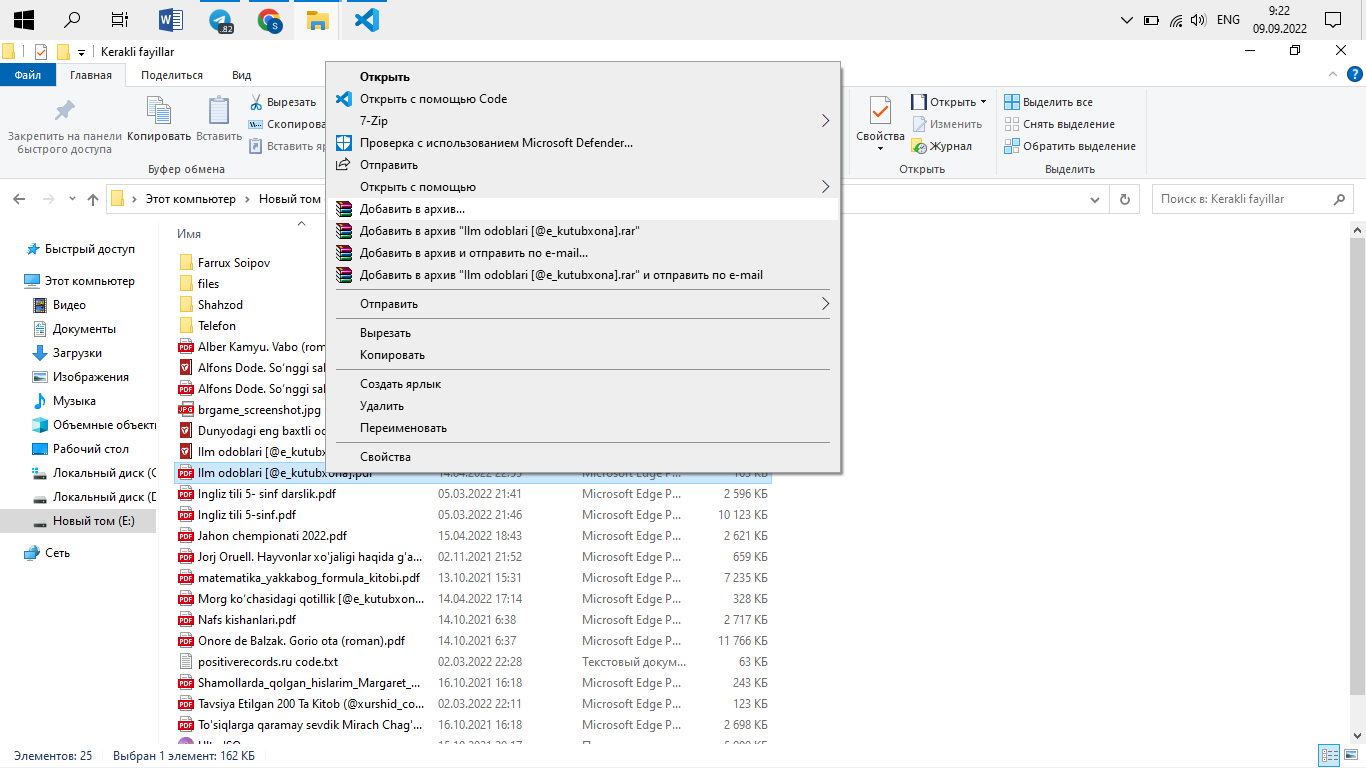 W
82
S
ENG
9:22
09.09.2022
Kerakli fayillar
Файл
Главная
Поделиться
Вид
?
Закрепить на панели быстрого доступа
Копировать
Вставить
Вырезать
Скопирова
Вставить
Буфер обмена
Свойства
Открыть
Изменить
Журнал
Открыть
Выделить все
Снять выделение
Обратить выделение
Выделить
Этот компьютер
Новый том
Поиск в: Kerakli fayillar
Быстрый доступ
Этот компьютер
Видео
Документы
Загрузки
Изображения
Музыка
Объемные объекть
Рабочий стол
Локальный диск (C
Локальный диск (D
Новый том (E:)
Сеть
Имя
Farrux Soipov
files
Shahzod
Telefon
Alber Kamyu. Vabo (rom
Alfons Dode. So‘nggi sal
Alfons Dode. So‘nggi sal
brgame_screenshot.jpg
Dunyodagi eng baxtli oc
Ilm odoblari [@e_kutubx
Ilm odoblari [@e_kutubxona].pdf 14.04.2022 22:55 Microsoft Edge P... 163 КБ
Ingliz tili 5- sinf darslik.pdf 05.03.2022 21:41 Microsoft Edge P... 2 596 КБ
Ingliz tili 5-sinf.pdf 05.03.2022 21:46 Microsoft Edge P... 10 123 КБ
Jahon chempionati 2022.pdf 15.04.2022 18:43 Microsoft Edge P... 2 621 КБ
Jorj Oruell. Hayvonlar xo'jaligi haqida g'a... 02.11.2021 21:52 Microsoft Edge P... 659 КБ
matematika_yakkabog_formula_kitobi.pdf 13.10.2021 15:31 Microsoft Edge P... 7 235 КБ
Morg ko‘chasidagi qotillik [@e_kutubxon... 14.04.2022 17:14 Microsoft Edge P... 328 КБ
Nafs kishanlari.pdf 14.10.2021 6:38 Microsoft Edge P... 2 717 КБ
Onore de Balzak. Gorio ota (roman).pdf 14.10.2021 6:37 Microsoft Edge P... 11 766 КБ
positiverecords.ru code.txt 02.03.2022 22:28 Текстовый докум... 63 КБ
Shamollarda_qolgan_hislarim_Margaret_... 16.10.2021 16:18 Microsoft Edge P... 243 КБ
Tavsiya Etilgan 200 Ta Kitob (@xurshid_co... 02.03.2022 22:11 Microsoft Edge P... 123 КБ
To'siqlarga qaramay sevdik Mirach Chag'... 16.10.2021 16:18 Microsoft Edge P... 2 698 КБ
Открыть
Открыть с помощью Code
7-Zip
Проверка с использованием Microsoft Defender...
Отправить
Открыть с помощью
Добавить в архив...
Добавить в архив "Ilm odoblari [@e_kutubxona].rar"
Добавить в архив и отправить по e-mail...
Добавить в архив "Ilm odoblari [@e_kutubxona].rar" и отправить по e-mail
Отправить
Вырезать
Копировать
Создать ярлык
Удалить
Переименовать
Свойства
Элементов: 25
Выбран 1 элемент: 162 КБ